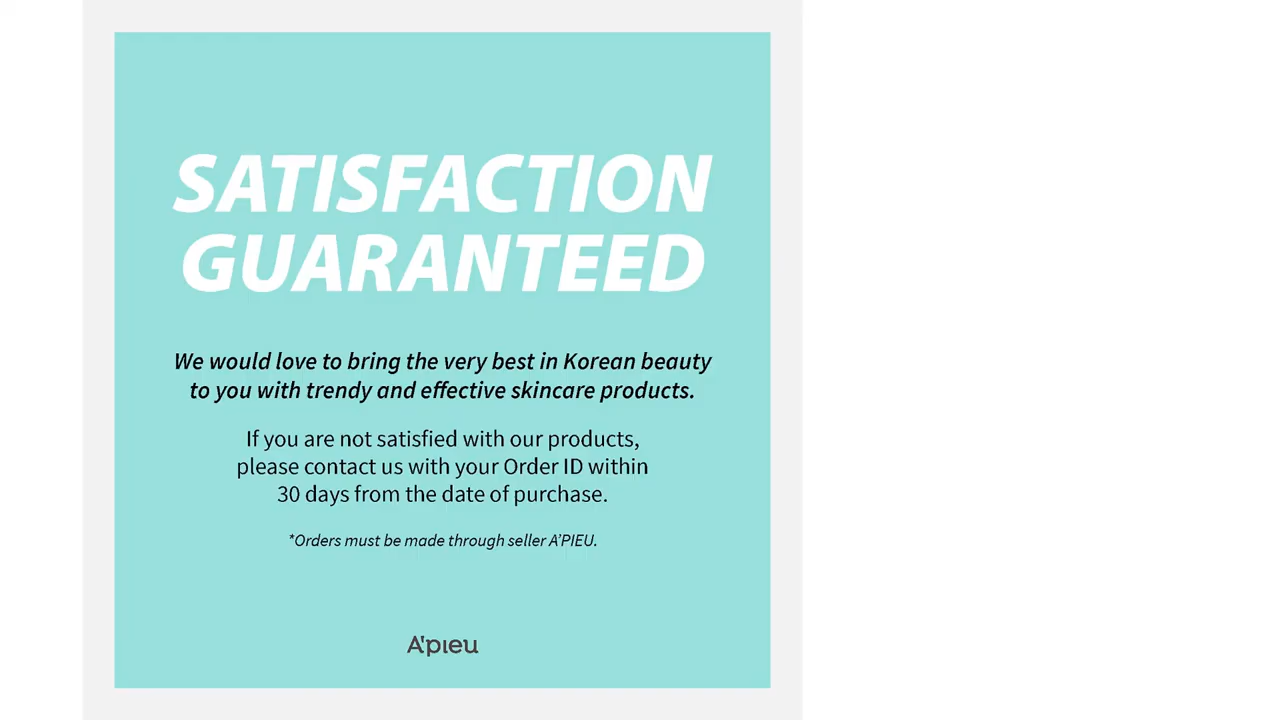 SATISFACTION
GUARANTEED
We would love to bring the very best in Korean beauty
to you with trendy and effective skincare products.
If you are not satisfied with our products,
please contact us with your Order ID within
30 days from the date of purchase.
*Orders must be made through seller A'PIEU.
A'pieu